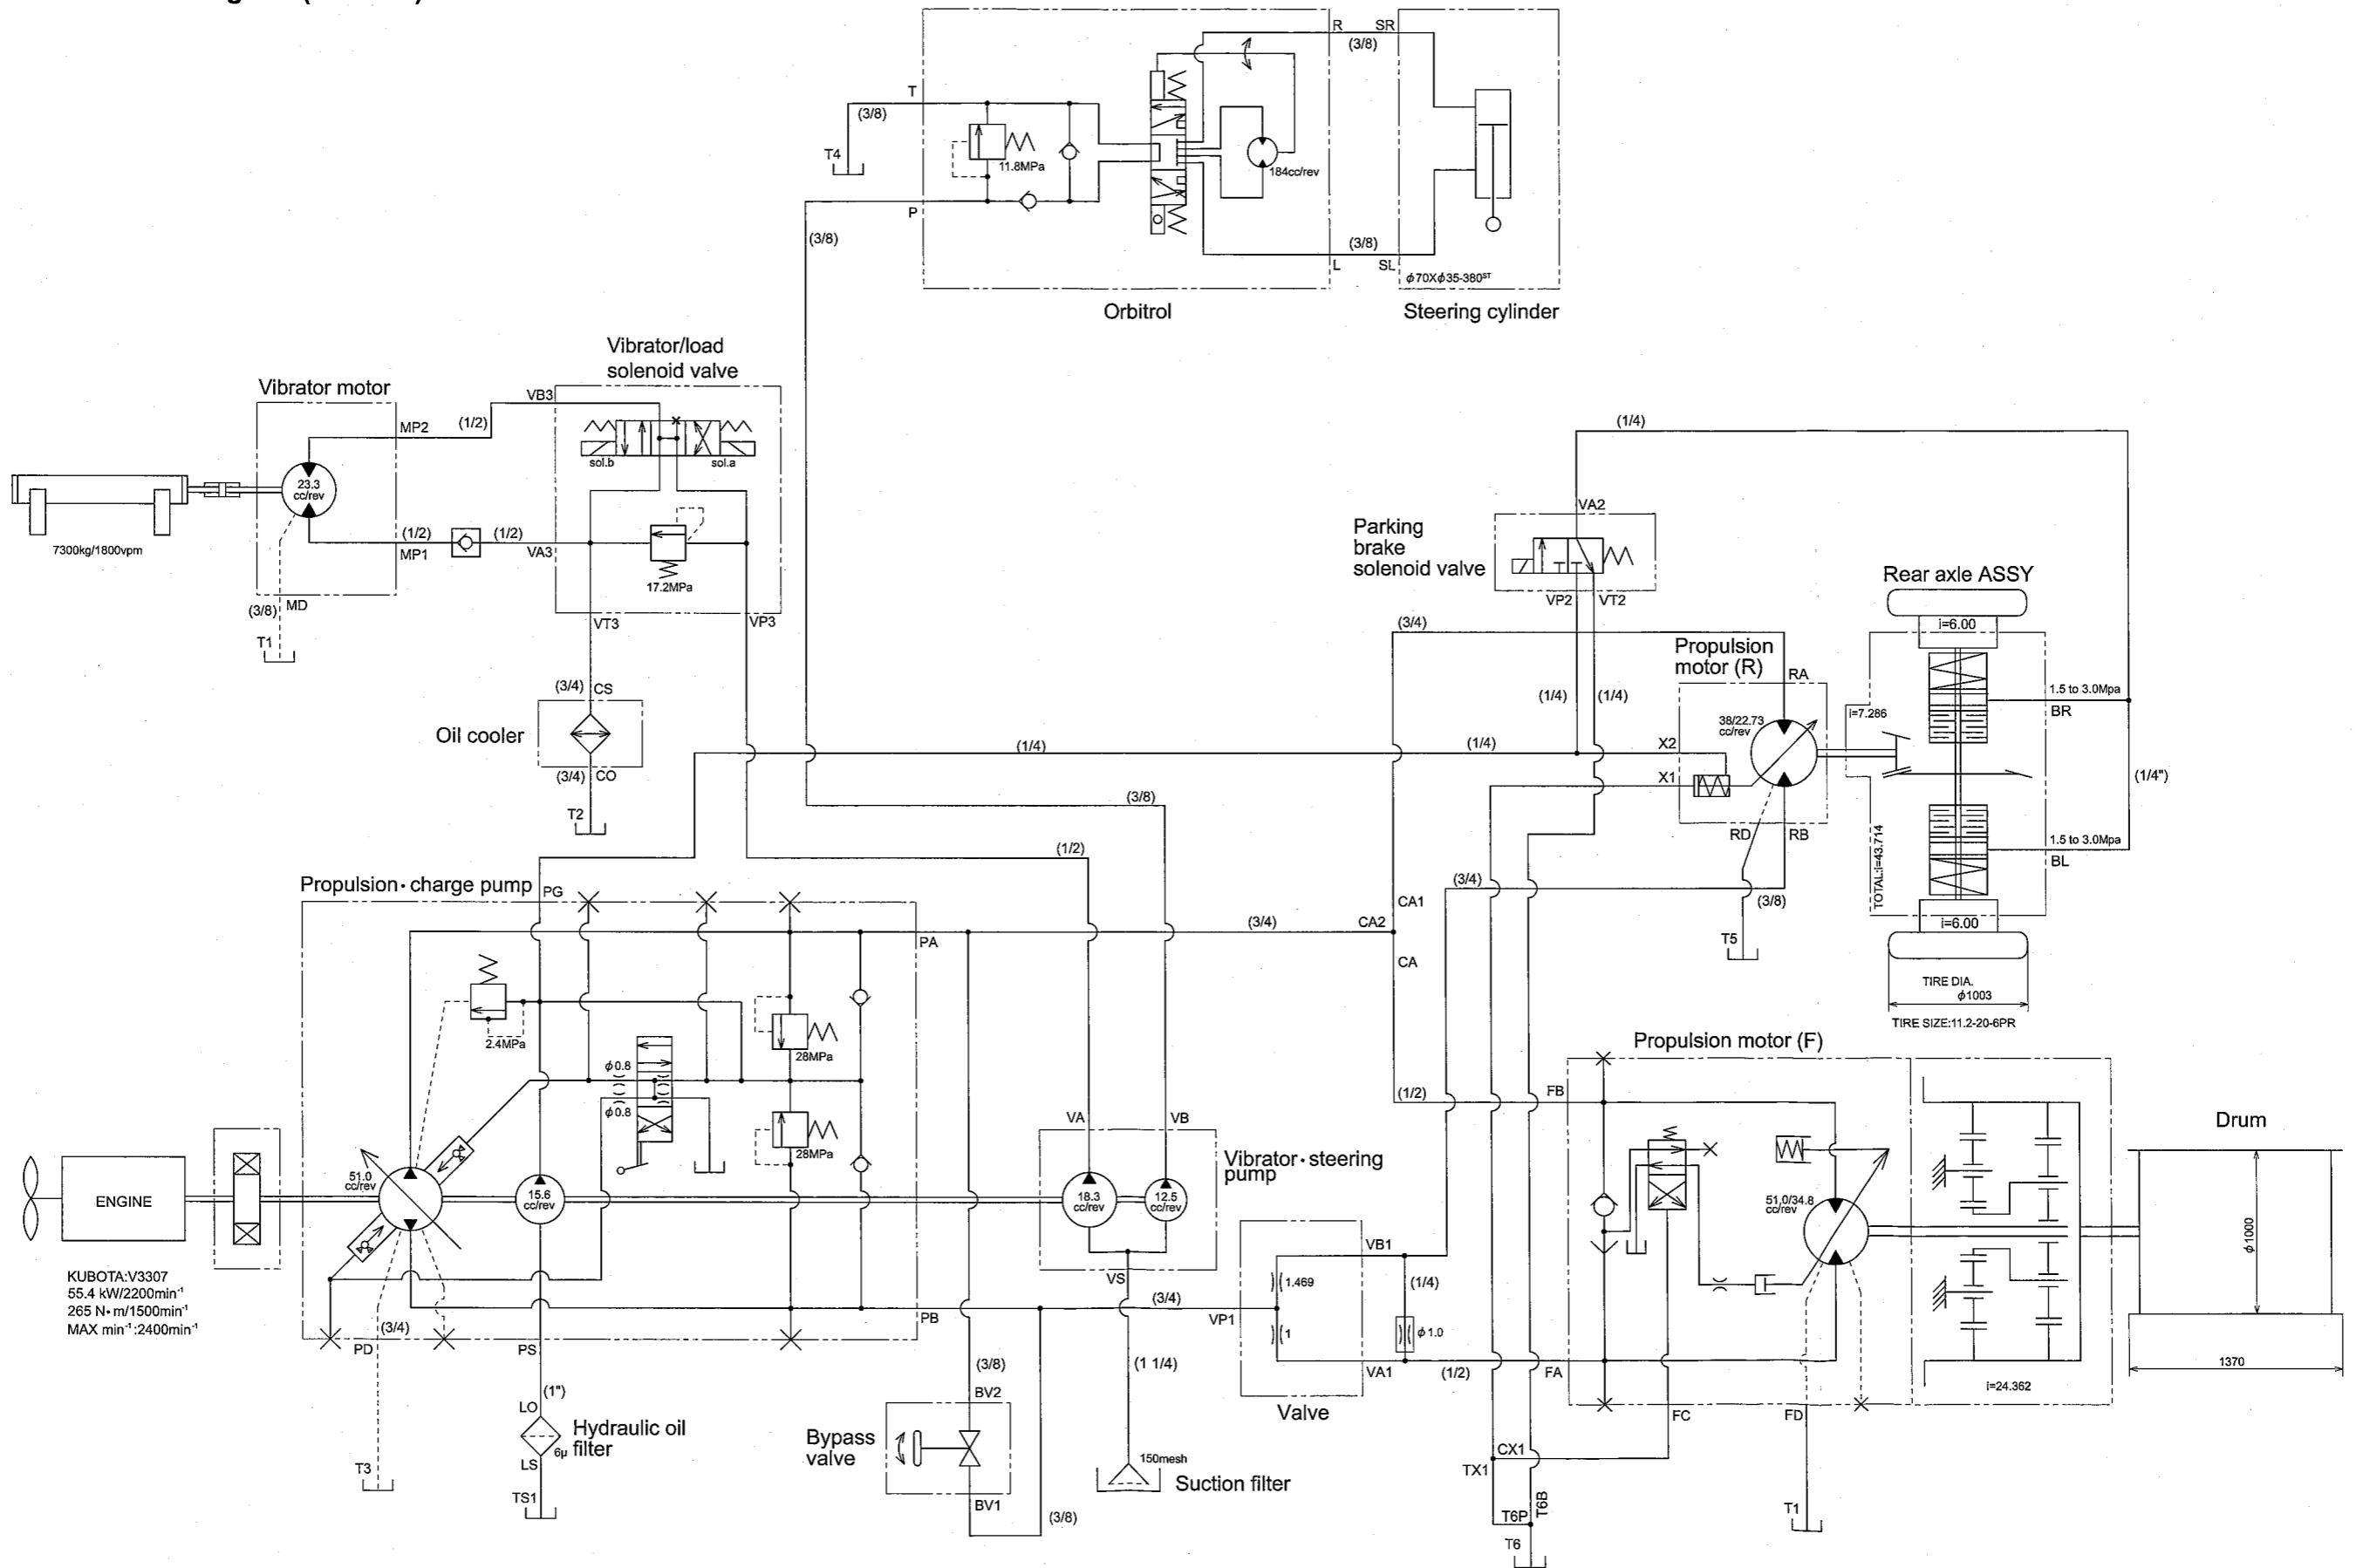 R
SR
(3/8)
T
(3/8)
T4
11.8MPa
184cc/rev
P
(3/8)
(3/8)
L
SL
ϕ70Xϕ35-380ST
Orbitrol
Steering cylinder
Vibrator/load
solenoid valve
Vibrator motor
VB3
MP2
(1/2)
sol.b
sol.a
23.3
cc/rev
7300kg/1800vpm
(1/2)
MP1
(1/2)
VA3
17.2MPa
(3/8)
MD
T1
VT3
VP3
(1/4)
VA2
Parking
brake
solenoid valve
VP2
VT2
Rear axle ASSY
i=6.00
(3/4)
Propulsion
motor (R)
RA
(3/4)
CS
Oil cooler
(3/4)
CO
T2
(1/4)
(1/4)
1.5 to 3.0Mpa
BR
i=7.286
38/22.73
cc/rev
(1/4)
(1/4)
X2
X1
(1/4")
RD
RB
(3/8)
(1/2)
1.5 to 3.0Mpa
BL
TOTAL:i=43.714
Propulsion・charge pump
PG
(3/4)
(3/8)
CA1
(3/4)
CA2
PA
CA
T5
i=6.00
TIRE DIA.
ϕ1003
TIRE SIZE:11.2-20-6PR
2.4MPa
28MPa
ϕ0.8
ϕ0.8
28MPa
Propulsion motor (F)
(1/2)
FB
VA
VB
Vibrator・steering
pump
Drum
ENGINE
51.0
cc/rev
15.6
cc/rev
18.3
cc/rev
12.5
cc/rev
51,0/34.8
cc/rev
ϕ1000
KUBOTA:V3307
55.4 kW/2200min-1
265 N•m/1500min-1
MAX min-1:2400min-1
VS
VB1
1.469
(1/4)
(3/4)
PB
VP1
1
ϕ1.0
(3/4)
PD
PS
(3/8)
(1 1/4)
VA1
(1/2)
FA
i=24.362
1370
(1")
LO
Hydraulic oil
filter
6μ
LS
BV2
Bypass
valve
Valve
FC
FD
T3
TS1
150mesh
Suction filter
BV1
(3/8)
CX1
TX1
T6B
T6P
T6
T1